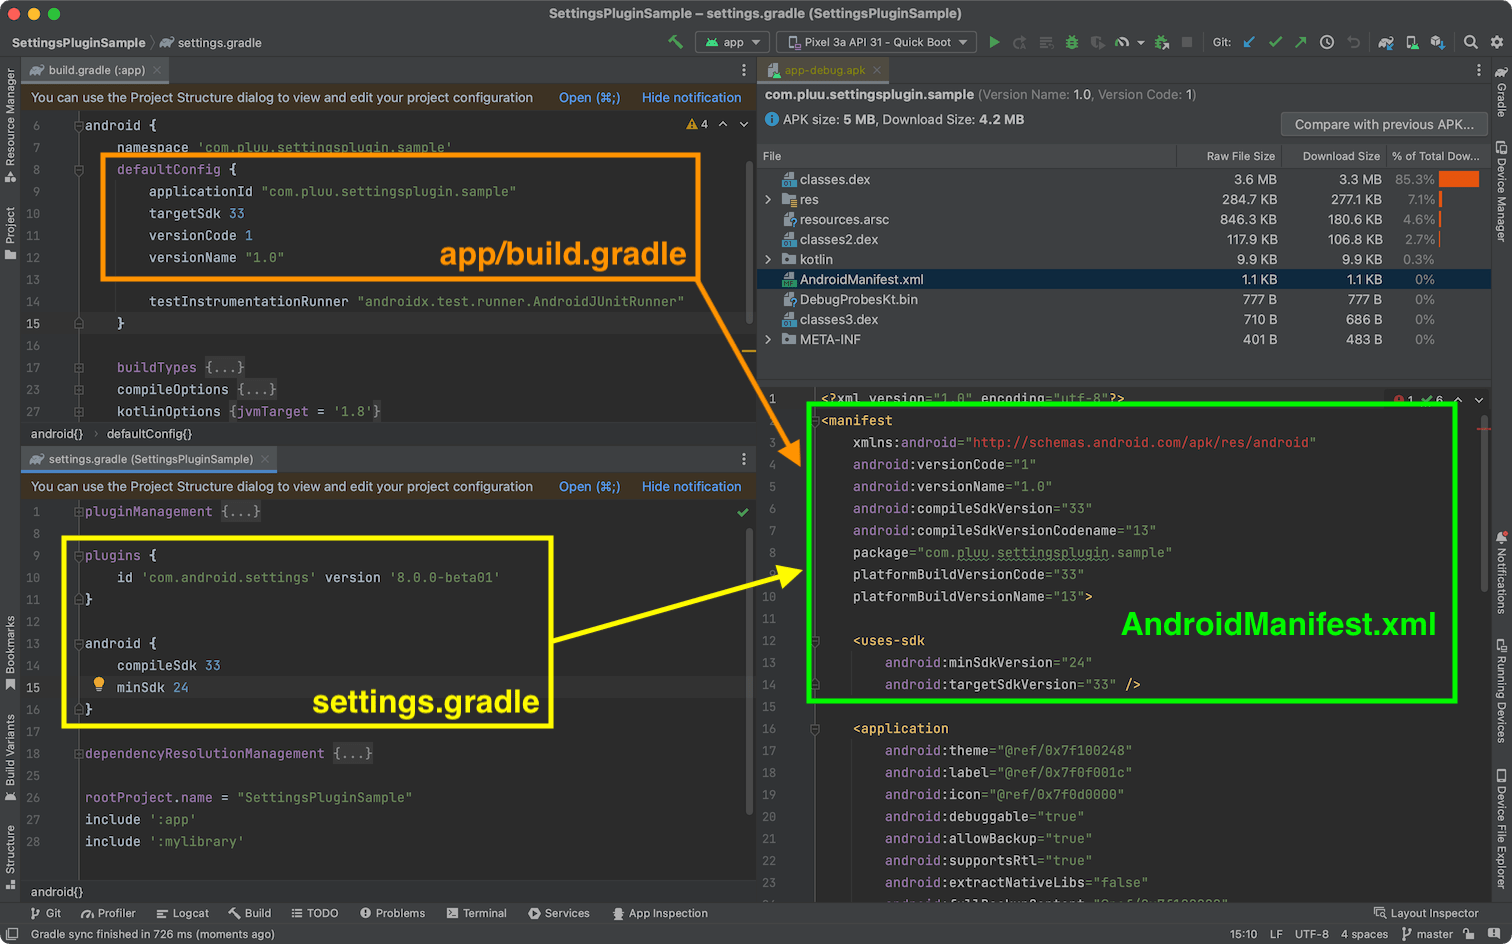 SettingsPluginSample – settings.gradle (SettingsPluginSample)
SettingsPluginSample
settings.gradle
app
Pixel 3a API 31 - Quick Boot
Git:
Resource Manager
Project
Bookmarks
Build Variants
Structure
build.gradle (:app)
You can use the Project Structure dialog to view and edit your project configuration
Open (⌘;)
Hide notification
4
6 android {
7 namespace 'com.pluu.settingsplugin.sample'
8 defaultConfig {
9 applicationId "com.pluu.settingsplugin.sample"
10 targetSdk 33
11 versionCode 1
12 versionName "1.0"
app/build.gradle
13
14 testInstrumentationRunner "androidx.test.runner.AndroidJUnitRunner"
15 }
16
17 buildTypes {...}
23 compileOptions {...}
27 kotlinOptions {jvmTarget = '1.8'}
android{} › defaultConfig{}
settings.gradle (SettingsPluginSample)
You can use the Project Structure dialog to view and edit your project configuration
Open (⌘;)
Hide notification
1 pluginManagement {...}
8
9 plugins {
10 id 'com.android.settings' version '8.0.0-beta01'
11 }
12
13 android {
14 compileSdk 33
15 minSdk 24
16 }
settings.gradle
17
18 dependencyResolutionManagement {...}
25
26 rootProject.name = "SettingsPluginSample"
27 include ':app'
28 include ':mylibrary'
android{}
app-debug.apk
com.pluu.settingsplugin.sample (Version Name: 1.0, Version Code: 1)
APK size: 5 MB, Download Size: 4.2 MB
Compare with previous APK...
File Raw File Size Download Size % of Total Dow...
classes.dex 3.6 MB 3.3 MB 85.3%
res 284.7 KB 277.1 KB 7.1%
resources.arsc 846.3 KB 180.6 KB 4.6%
classes2.dex 117.9 KB 106.8 KB 2.7%
kotlin 9.9 KB 9.9 KB 0.3%
AndroidManifest.xml 1.1 KB 1.1 KB 0%
DebugProbesKt.bin 777 B 777 B 0%
classes3.dex 710 B 686 B 0%
META-INF 401 B 483 B 0%
1 <?xml version="1.0" encoding="utf-8"?>
1 6
<manifest
3 xmlns:android="http://schemas.android.com/apk/res/android"
4 android:versionCode="1"
5 android:versionName="1.0"
6 android:compileSdkVersion="33"
7 android:compileSdkVersionCodename="13"
8 package="com.pluu.settingsplugin.sample"
platformBuildVersionCode="33"
10 platformBuildVersionName="13">
11
AndroidManifest.xml
12 <uses-sdk
13 android:minSdkVersion="24"
14 android:targetSdkVersion="33" />
15
16 <application
17 android:theme="@ref/0x7f100248"
18 android:label="@ref/0x7f0f001c"
19 android:icon="@ref/0x7f0d0000"
20 android:debuggable="true"
21 android:allowBackup="true"
22 android:supportsRtl="true"
23 android:extractNativeLibs="false"
Gradle
Device Manager
Notifications
Running Devices
Device File Explorer
Git
Profiler
Logcat
Build
TODO
Problems
Terminal
Services
App Inspection
Layout Inspector
Gradle sync finished in 726 ms (moments ago)
15:10 LF UTF-8 4 spaces master